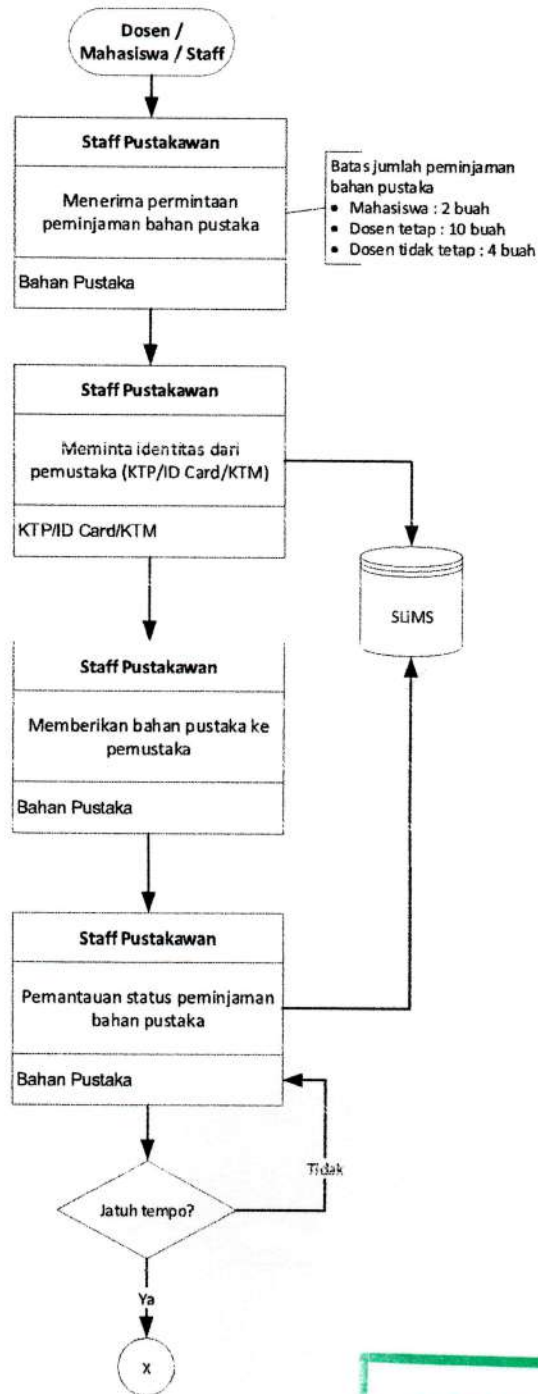 Dosen /
Mahasiswa / Staff
Staff Pustakawan
Menerima permintaan
peminjaman bahan pustaka
Bahan Pustaka
Batas jumlah peminjaman
bahan pustaka
• Mahasiswa : 2 buah
• Dosen tetap : 10 buah
• Dosen tidak tetap : 4 buah
Staff Pustakawan
Meminta identitas dari
pemustaka (KTP/ID Card/KTM)
KTP/ID Card/KTM
SLiMS
Staff Pustakawan
Memberikan bahan pustaka ke
pemustaka
Bahan Pustaka
Staff Pustakawan
Pemantauan status peminjaman
bahan pustaka
Bahan Pustaka
Tidak
Jatuh tempo?
Ya
X